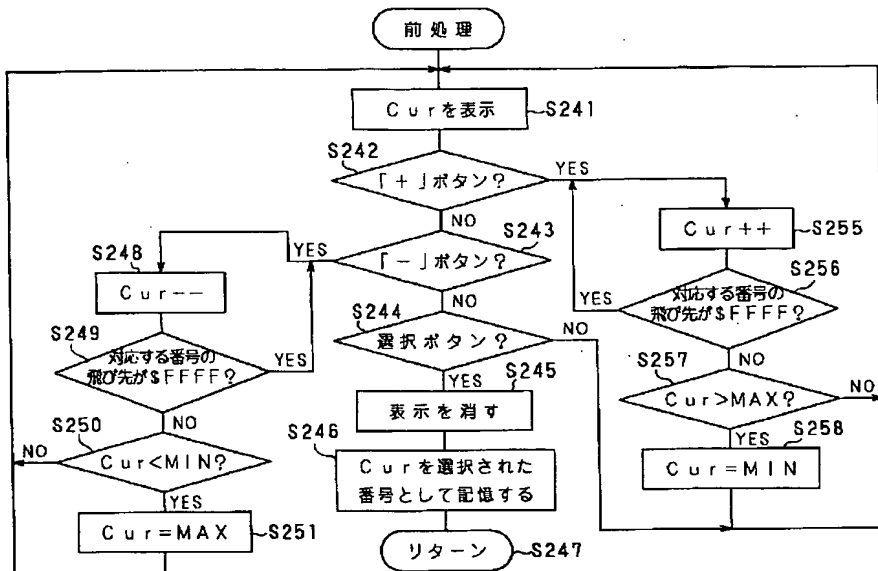 前処理
Curを表示
S241
S242
「+」ボタン?
YES
NO
S243
「−」ボタン?
YES
NO
S244
選択ボタン?
NO
YES
S245
表示を消す
S246
Curを選択された
番号として記憶する
リターン
S247
S248
Cur−−
S249
対応する番号の
飛び先が$FFFF?
YES
NO
S250
Cur<MIN?
NO
YES
Cur=MAX
S251
Cur++
S255
S256
対応する番号の
飛び先が$FFFF?
YES
NO
S257
Cur>MAX?
NO
YES
S258
Cur=MIN